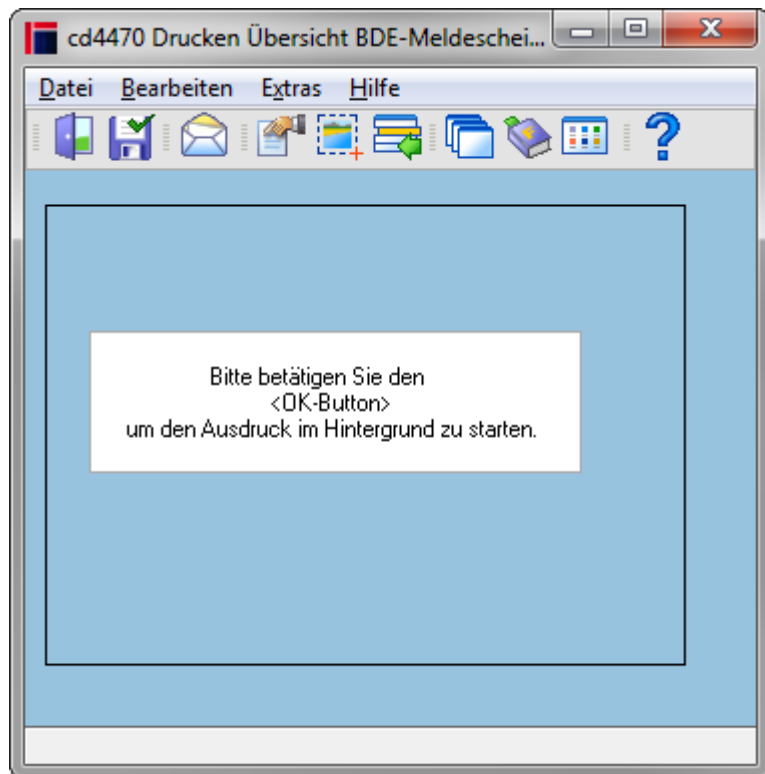 cd4470 Drucken Übersicht BDE-Meldeschei...
Datei Bearbeiten Extras Hilfe
Bitte betätigen Sie den
<OK-Button>
um den Ausdruck im Hintergrund zu starten.